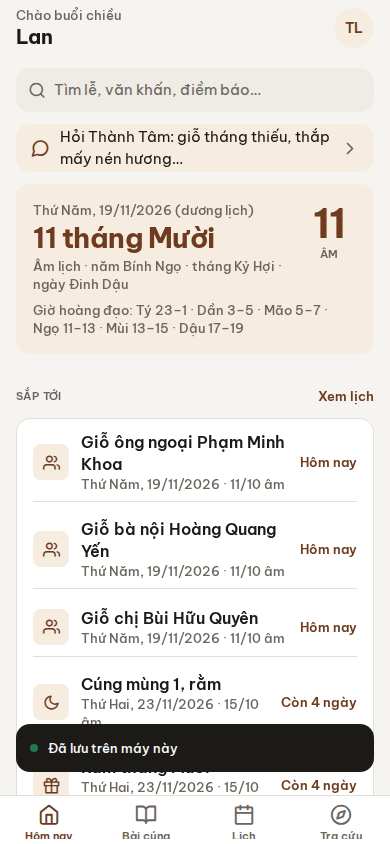 Chào buổi chiều
Lan
TL
Tìm lễ, văn khấn, điềm báo...
Hỏi Thành Tâm: giỗ tháng thiếu, thắp
mấy nén hương...
Thứ Năm, 19/11/2026 (dương lịch)
11 tháng Mười
Âm lịch · năm Bính Ngọ · tháng Kỷ Hợi ·
ngày Đinh Dậu
11
ÂM
Giờ hoàng đạo: Tý 23–1 · Dần 3–5 · Mão 5–7 ·
Ngọ 11–13 · Mùi 13–15 · Dậu 17–19
SẮP TỚI
Xem lịch
Giỗ ông ngoại Phạm Minh
Khoa
Thứ Năm, 19/11/2026 · 11/10 âm
Hôm nay
Giỗ bà nội Hoàng Quang
Yến
Thứ Năm, 19/11/2026 · 11/10 âm
Hôm nay
Giỗ chị Bùi Hữu Quyên
Thứ Năm, 19/11/2026 · 11/10 âm
Hôm nay
Cúng mùng 1, rằm
Thứ Hai, 23/11/2026 · 15/10
âm
Còn 4 ngày
Đã lưu trên máy này
Thứ Hai, 23/11/2026 · 15/10
Còn 4 ngày
Hôm nay
Bài cúng
Lịch
Tra cứu